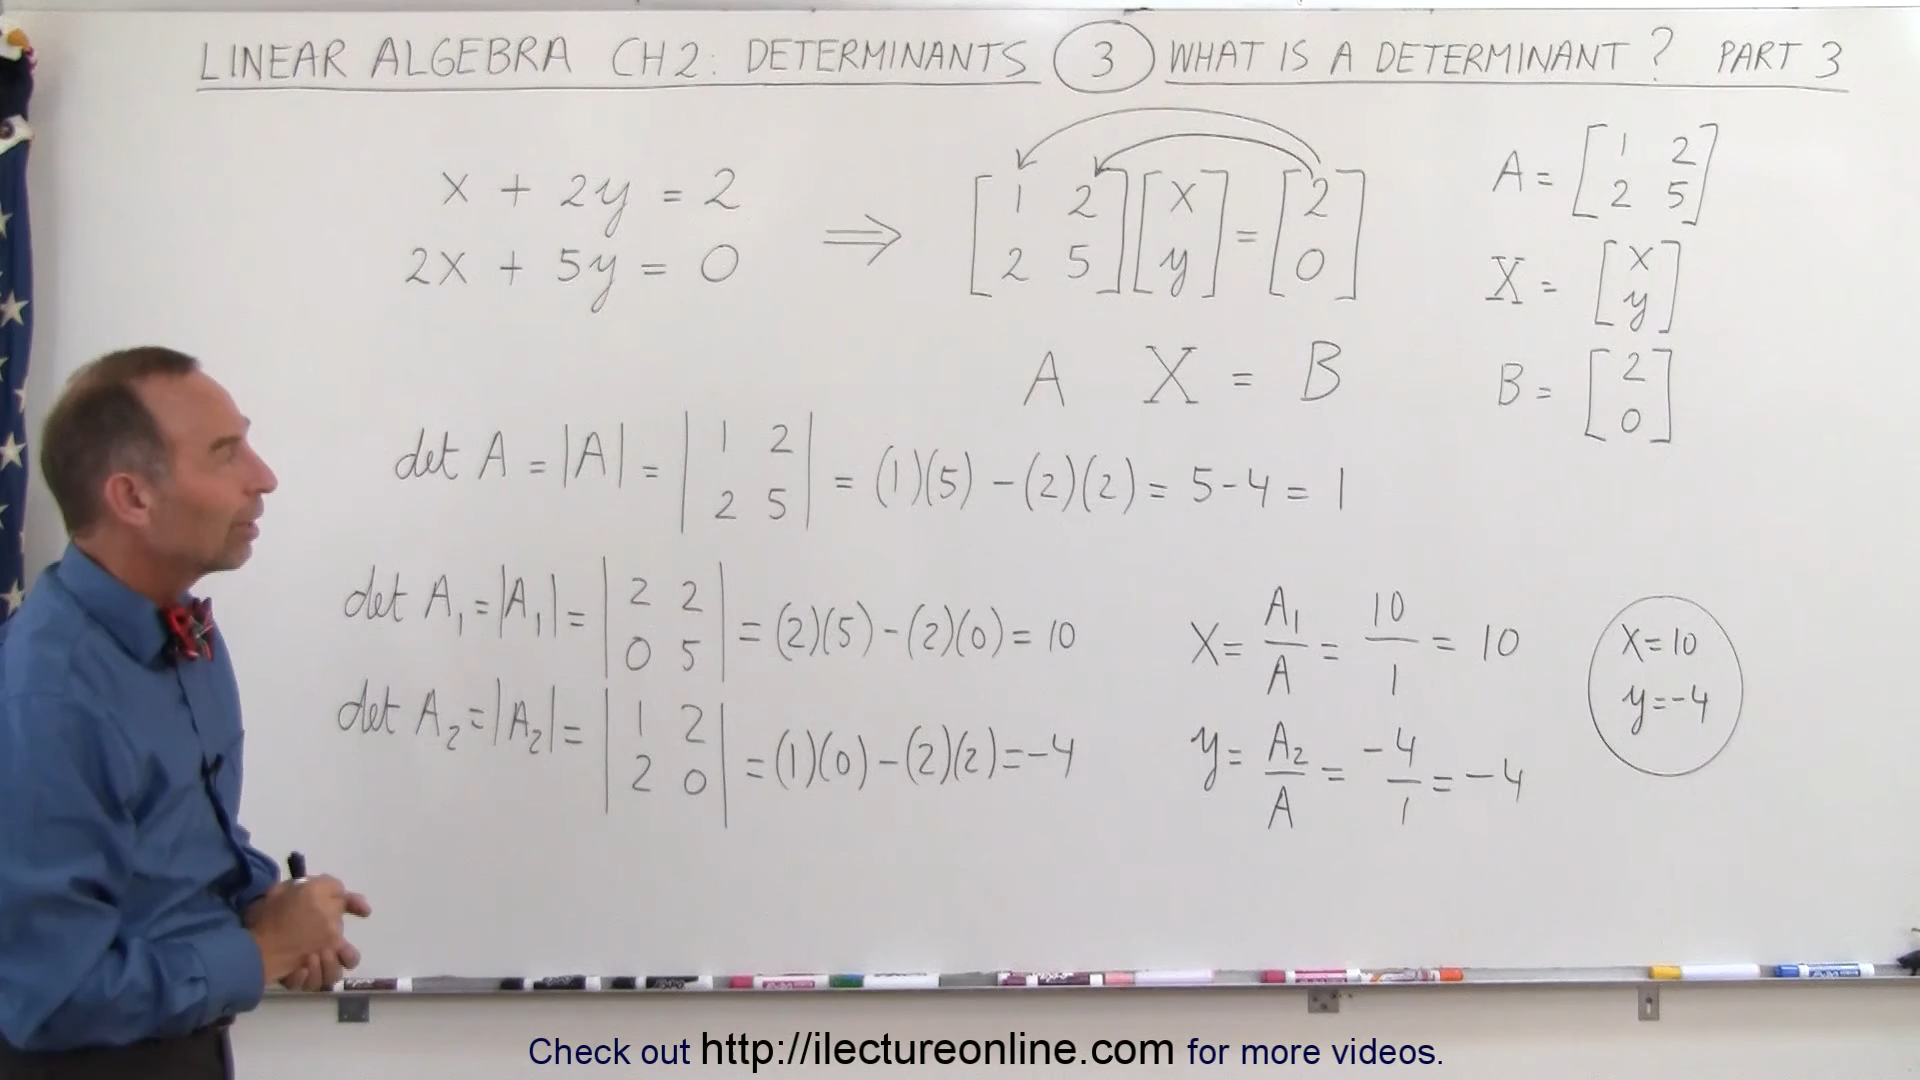 LINEAR ALGEBRA CH 2: DETERMINANTS 3 WHAT IS A DETERMINANT? PART 3
x + 2y = 2
2x + 5y = 0
⇒
[1 2] [x] = [2]
[2 5] [y] = [0]
A X = B
A = [1 2]
[2 5]
X = [x]
[y]
B = [2]
[0]
det A = |A| = |1 2| = (1)(5) - (2)(2) = 5 - 4 = 1
|2 5|
det A₁ = |A₁| = |2 2| = (2)(5) - (2)(0) = 10
|0 5|
det A₂ = |A₂| = |1 2| = (1)(0) - (2)(2) = -4
|2 0|
x = A₁/A = 10/1 = 10
y = A₂/A = -4/1 = -4
x = 10
y = -4
Check out http://ilectureonline.com for more videos.